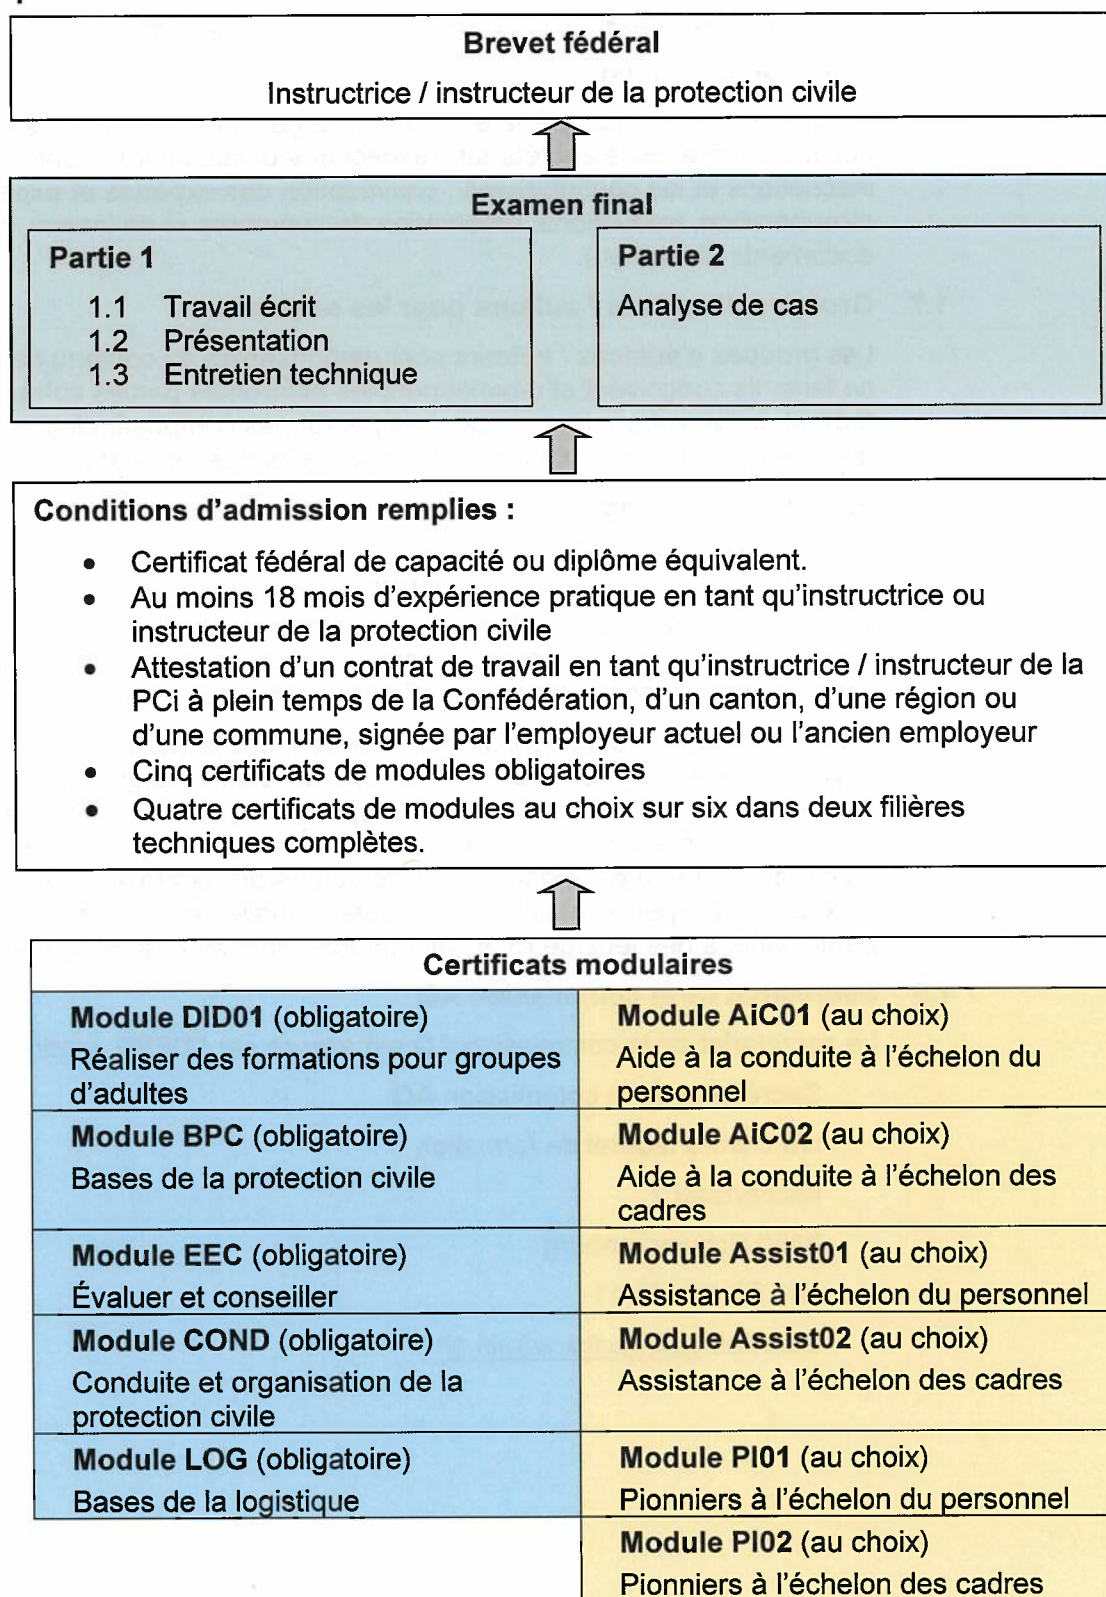 Brevet fédéral
Instructrice / instructeur de la protection civile
Examen final
Partie 1
1.1 Travail écrit
1.2 Présentation
1.3 Entretien technique
Partie 2
Analyse de cas
Conditions d'admission remplies :
• Certificat fédéral de capacité ou diplôme équivalent.
• Au moins 18 mois d'expérience pratique en tant qu'instructrice ou
instructeur de la protection civile
• Attestation d'un contrat de travail en tant qu'instructrice / instructeur de la
PCi à plein temps de la Confédération, d'un canton, d'une région ou
d'une commune, signée par l'employeur actuel ou l'ancien employeur
• Cinq certificats de modules obligatoires
• Quatre certificats de modules au choix sur six dans deux filières
techniques complètes.
Certificats modulaires
Module DID01 (obligatoire)
Réaliser des formations pour groupes
d'adultes
Module AiC01 (au choix)
Aide à la conduite à l'échelon du
personnel
Module BPC (obligatoire)
Bases de la protection civile
Module AiC02 (au choix)
Aide à la conduite à l'échelon des
cadres
Module EEC (obligatoire)
Évaluer et conseiller
Module Assist01 (au choix)
Assistance à l'échelon du personnel
Module COND (obligatoire)
Conduite et organisation de la
protection civile
Module Assist02 (au choix)
Assistance à l'échelon des cadres
Module LOG (obligatoire)
Bases de la logistique
Module PI01 (au choix)
Pionniers à l'échelon du personnel
Module PI02 (au choix)
Pionniers à l'échelon des cadres